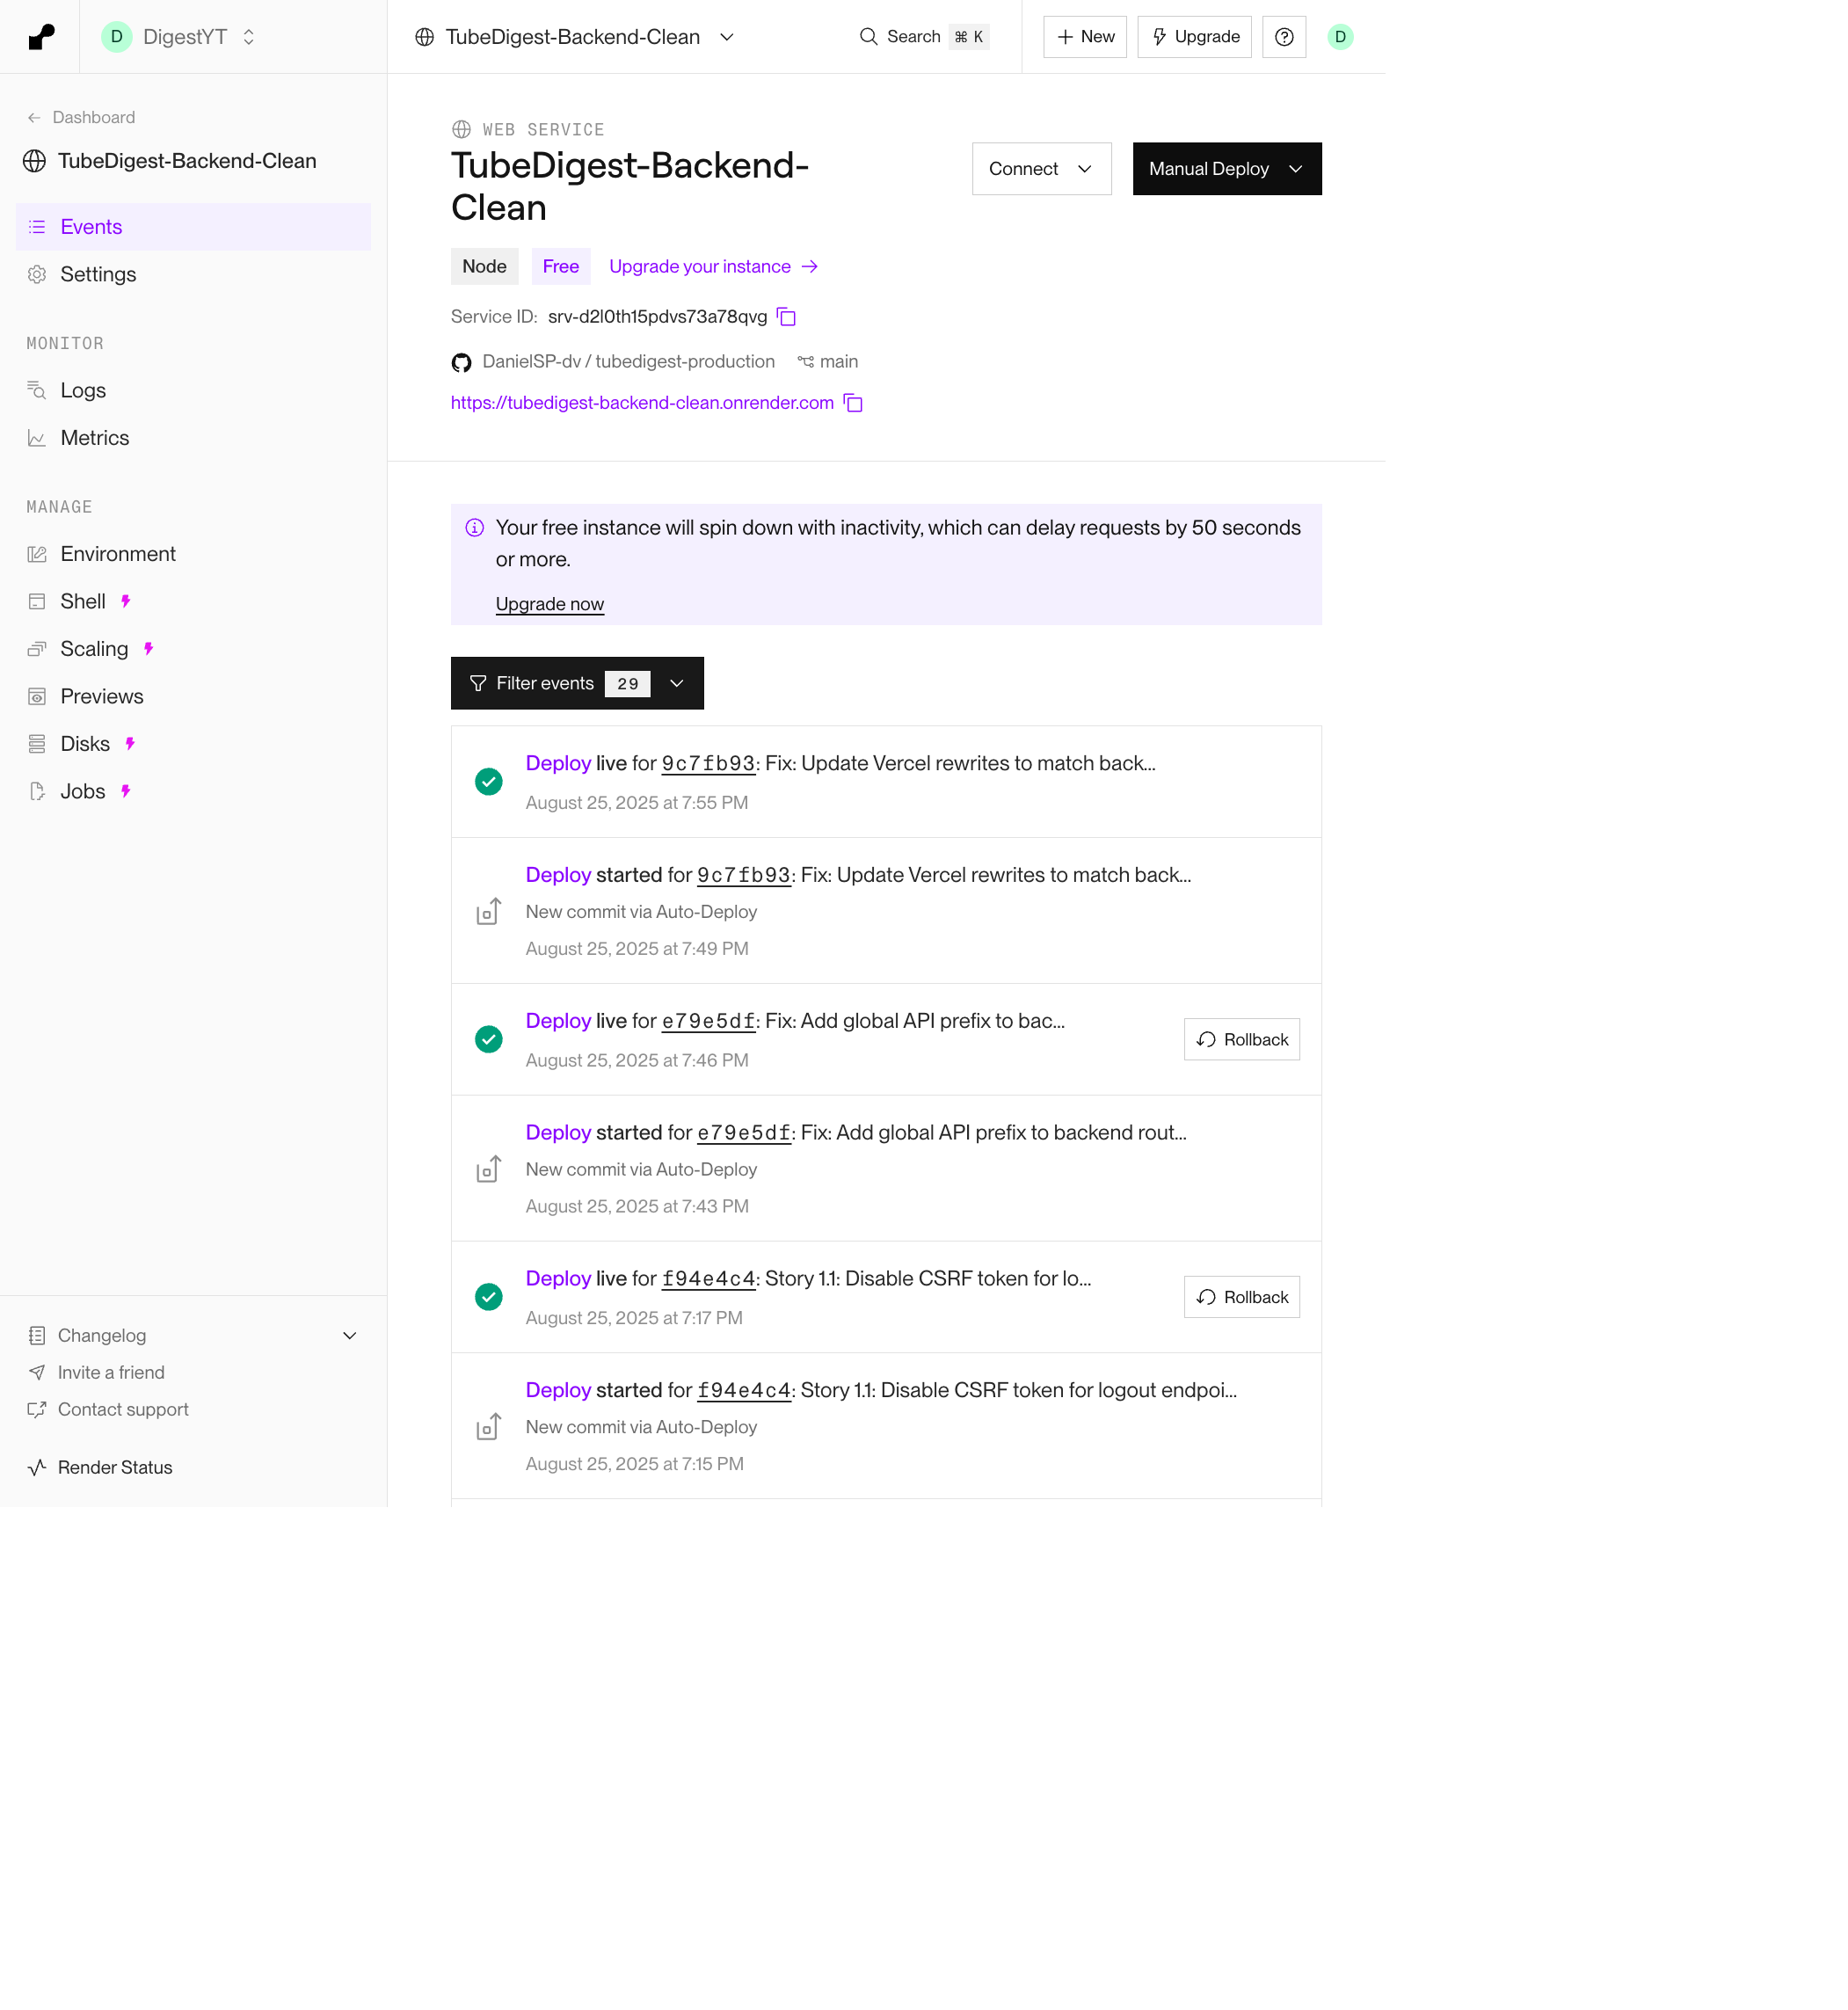 D DigestYT
TubeDigest-Backend-Clean
Search ⌘ K
New
Upgrade
D
Dashboard
TubeDigest-Backend-Clean
Events
Settings
MONITOR
Logs
Metrics
MANAGE
Environment
Shell
Scaling
Previews
Disks
Jobs
Changelog
Invite a friend
Contact support
Render Status
WEB SERVICE
TubeDigest-Backend-
Clean
Connect
Manual Deploy
Node Free Upgrade your instance
Service ID: srv-d2l0th15pdvs73a78qvg
DanielSP-dv / tubedigest-production main
https://tubedigest-backend-clean.onrender.com
Your free instance will spin down with inactivity, which can delay requests by 50 seconds
or more.
Upgrade now
Filter events 29
Deploy live for 9c7fb93: Fix: Update Vercel rewrites to match back...
August 25, 2025 at 7:55 PM
Deploy started for 9c7fb93: Fix: Update Vercel rewrites to match back...
New commit via Auto-Deploy
August 25, 2025 at 7:49 PM
Deploy live for e79e5df: Fix: Add global API prefix to bac...
August 25, 2025 at 7:46 PM
Rollback
Deploy started for e79e5df: Fix: Add global API prefix to backend rout...
New commit via Auto-Deploy
August 25, 2025 at 7:43 PM
Deploy live for f94e4c4: Story 1.1: Disable CSRF token for lo...
August 25, 2025 at 7:17 PM
Rollback
Deploy started for f94e4c4: Story 1.1: Disable CSRF token for logout endpoi...
New commit via Auto-Deploy
August 25, 2025 at 7:15 PM